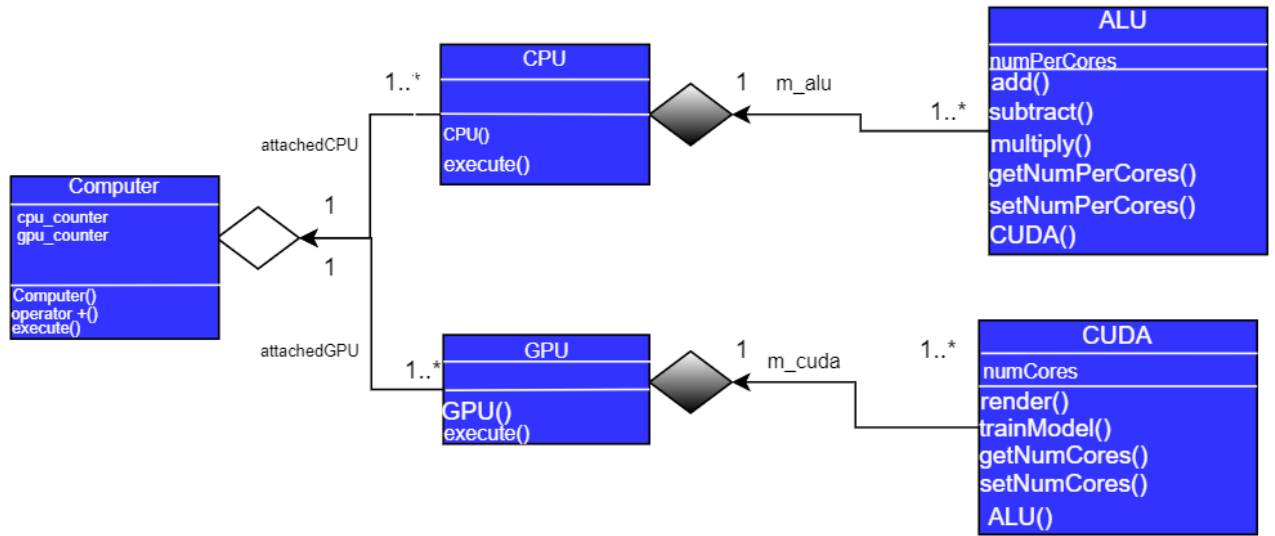 Computer
cpu_counter
gpu_counter
Computer()
operator +()
execute()
1
1
attachedCPU
1..*
CPU
CPU()
execute()
1
m_alu
1..*
ALU
numPerCores
add()
subtract()
multiply()
getNumPerCores()
setNumPerCores()
CUDA()
attachedGPU
1..*
GPU
GPU()
execute()
1
m_cuda
1..*
CUDA
numCores
render()
trainModel()
getNumCores()
setNumCores()
ALU()